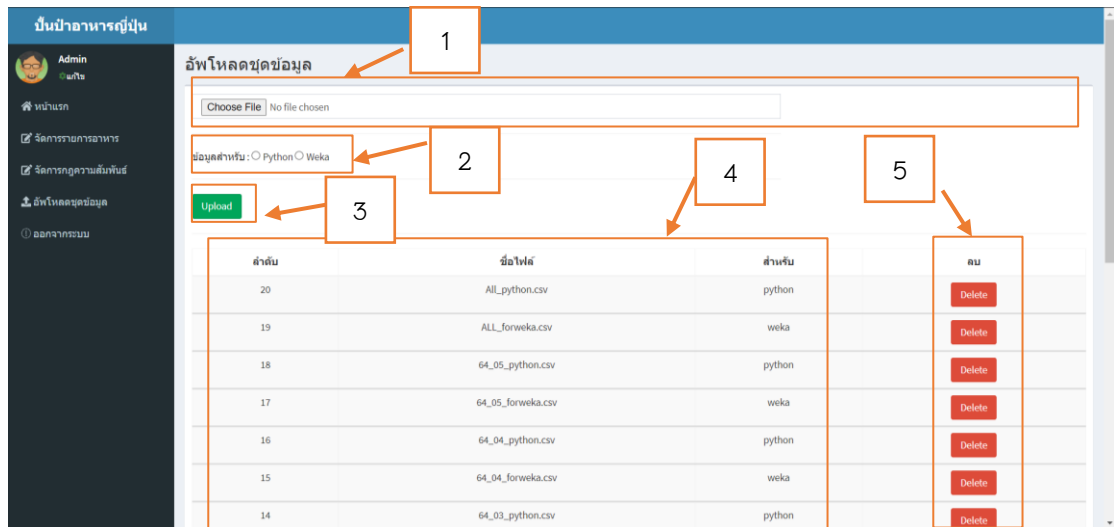 ปั้นป่าอาหารญี่ปุ่น
Admin
แก้ไข
หน้าแรก
จัดการรายการอาหาร
จัดการกฎความสัมพันธ์
อัพโหลดชุดข้อมูล
ออกจากระบบ
อัพโหลดชุดข้อมูล
1
Choose File No file chosen
ข้อมูลสำหรับ : Python Weka
2
Upload
3
4
5
ลำดับ ชื่อไฟล์ สำหรับ ลบ
20 All_python.csv python Delete
19 ALL_forweka.csv weka Delete
18 64_05_python.csv python Delete
17 64_05_forweka.csv weka Delete
16 64_04_python.csv python Delete
15 64_04_forweka.csv weka Delete
14 64_03_python.csv python Delete